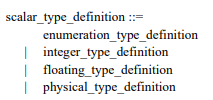 scalar_type_definition ::=
enumeration_type_definition
| integer_type_definition
| floating_type_definition
| physical_type_definition